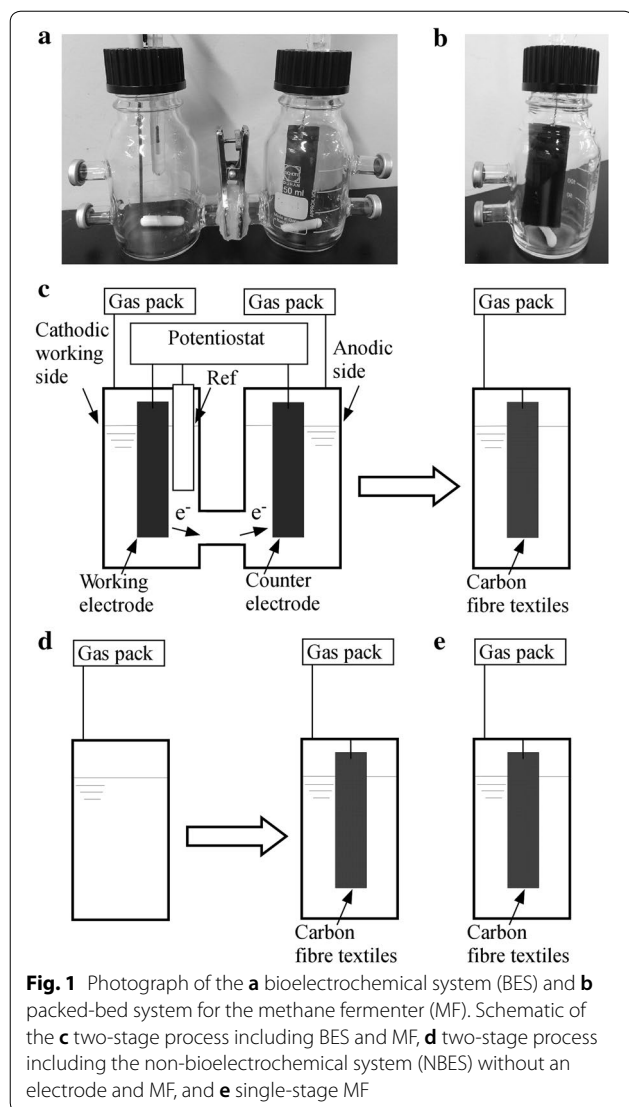 a
b
50 ml
c
Gas pack
Gas pack
Gas pack
Cathodic
working
side
Potentiostat
Anodic
side
Ref
e-
e-
Working
electrode
Counter
electrode
Carbon
fibre textiles
d
e
Gas pack
Gas pack
Gas pack
Carbon
fibre textiles
Carbon
fibre textiles
Fig. 1 Photograph of the a bioelectrochemical system (BES) and b
packed-bed system for the methane fermenter (MF). Schematic of
the c two-stage process including BES and MF, d two-stage process
including the non-bioelectrochemical system (NBES) without an
electrode and MF, and e single-stage MF